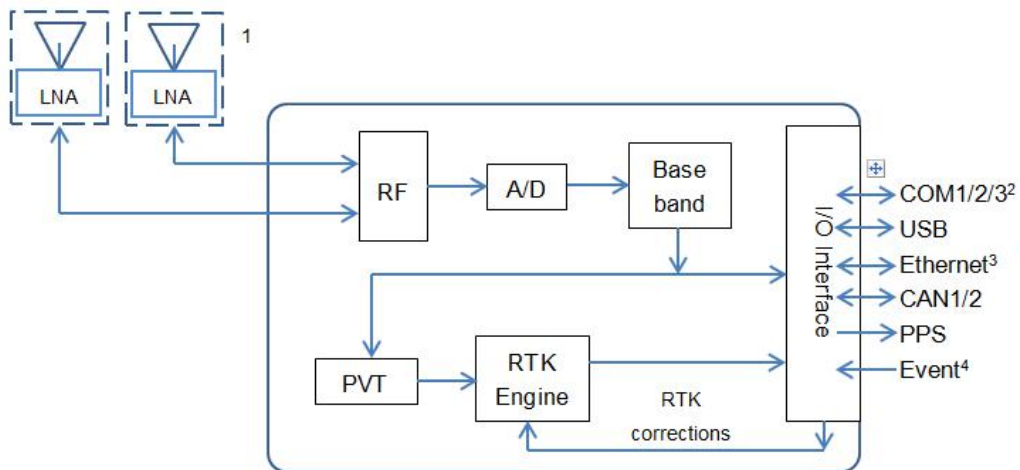 1
LNA
LNA
RF
A/D
Base
band
I/O Interface
COM1/2/3²
USB
Ethernet³
CAN1/2
PPS
Event⁴
PVT
RTK
Engine
RTK
corrections